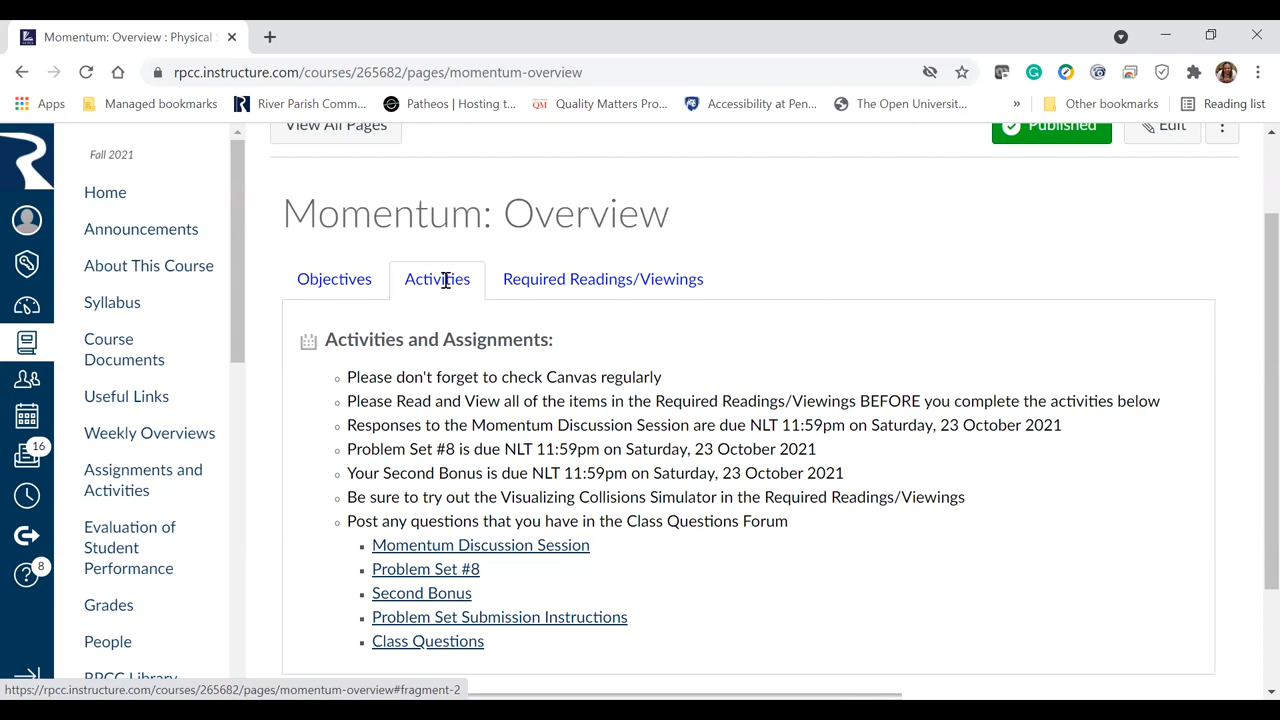 Momentum: Overview : Physical S
rpcc.instructure.com/courses/265682/pages/momentum-overview
Apps
Managed bookmarks
River Parish Comm...
Patheos | Hosting t...
QM
Quality Matters Pro...
Accessibility at Pen...
The Open Universit...
»
Other bookmarks
Reading list
View All Pages
Published
Edit
Fall 2021
Home
Announcements
About This Course
Syllabus
Course
Documents
Useful Links
Weekly Overviews
Assignments and
Activities
Evaluation of
Student
Performance
Grades
People
RPCC Library
16
8
Momentum: Overview
Objectives
Activities
Required Readings/Viewings
Activities and Assignments:
Please don't forget to check Canvas regularly
Please Read and View all of the items in the Required Readings/Viewings BEFORE you complete the activities below
Responses to the Momentum Discussion Session are due NLT 11:59pm on Saturday, 23 October 2021
Problem Set #8 is due NLT 11:59pm on Saturday, 23 October 2021
Your Second Bonus is due NLT 11:59pm on Saturday, 23 October 2021
Be sure to try out the Visualizing Collisions Simulator in the Required Readings/Viewings
Post any questions that you have in the Class Questions Forum
Momentum Discussion Session
Problem Set #8
Second Bonus
Problem Set Submission Instructions
Class Questions
https://rpcc.instructure.com/courses/265682/pages/momentum-overview#fragment-2